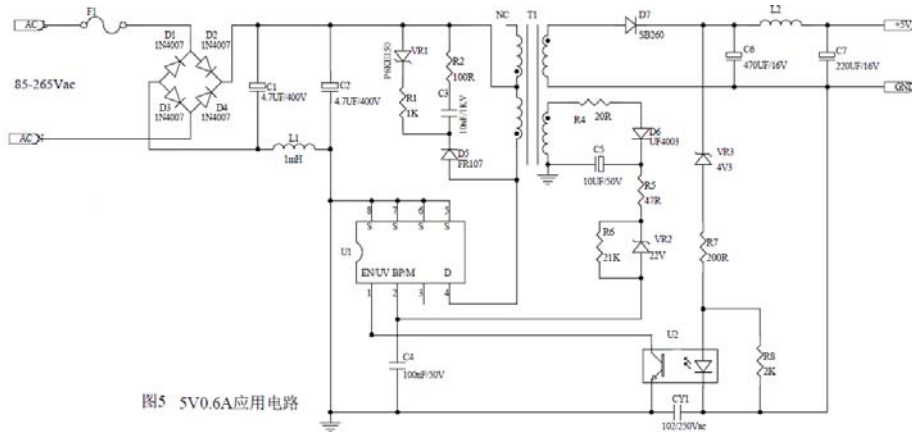 AC L
F1
85-265Vac
AC N
D1
1N4007
D2
1N4007
D3
1N4007
D4
1N4007
C1
4.7UF/400V
L1
1mH
C2
4.7UF/400V
P6KE150
VR1
R1
1K
R2
100R
C3
10nF/1KV
D5
FR107
NC
T1
D7
SB260
L2
+5V
C6
470UF/16V
C7
220UF/16V
GND
R4
20R
D6
UF4003
C5
10UF/50V
R5
47R
R6
21K
VR2
22V
VR3
4V3
R7
200R
8 7 6 5
S S S S
U1
EN/UV BP/M D
1 2 3 4
C4
100nF/50V
U2
R8
2K
CY1
102/250Vac
图5 5V0.6A应用电路